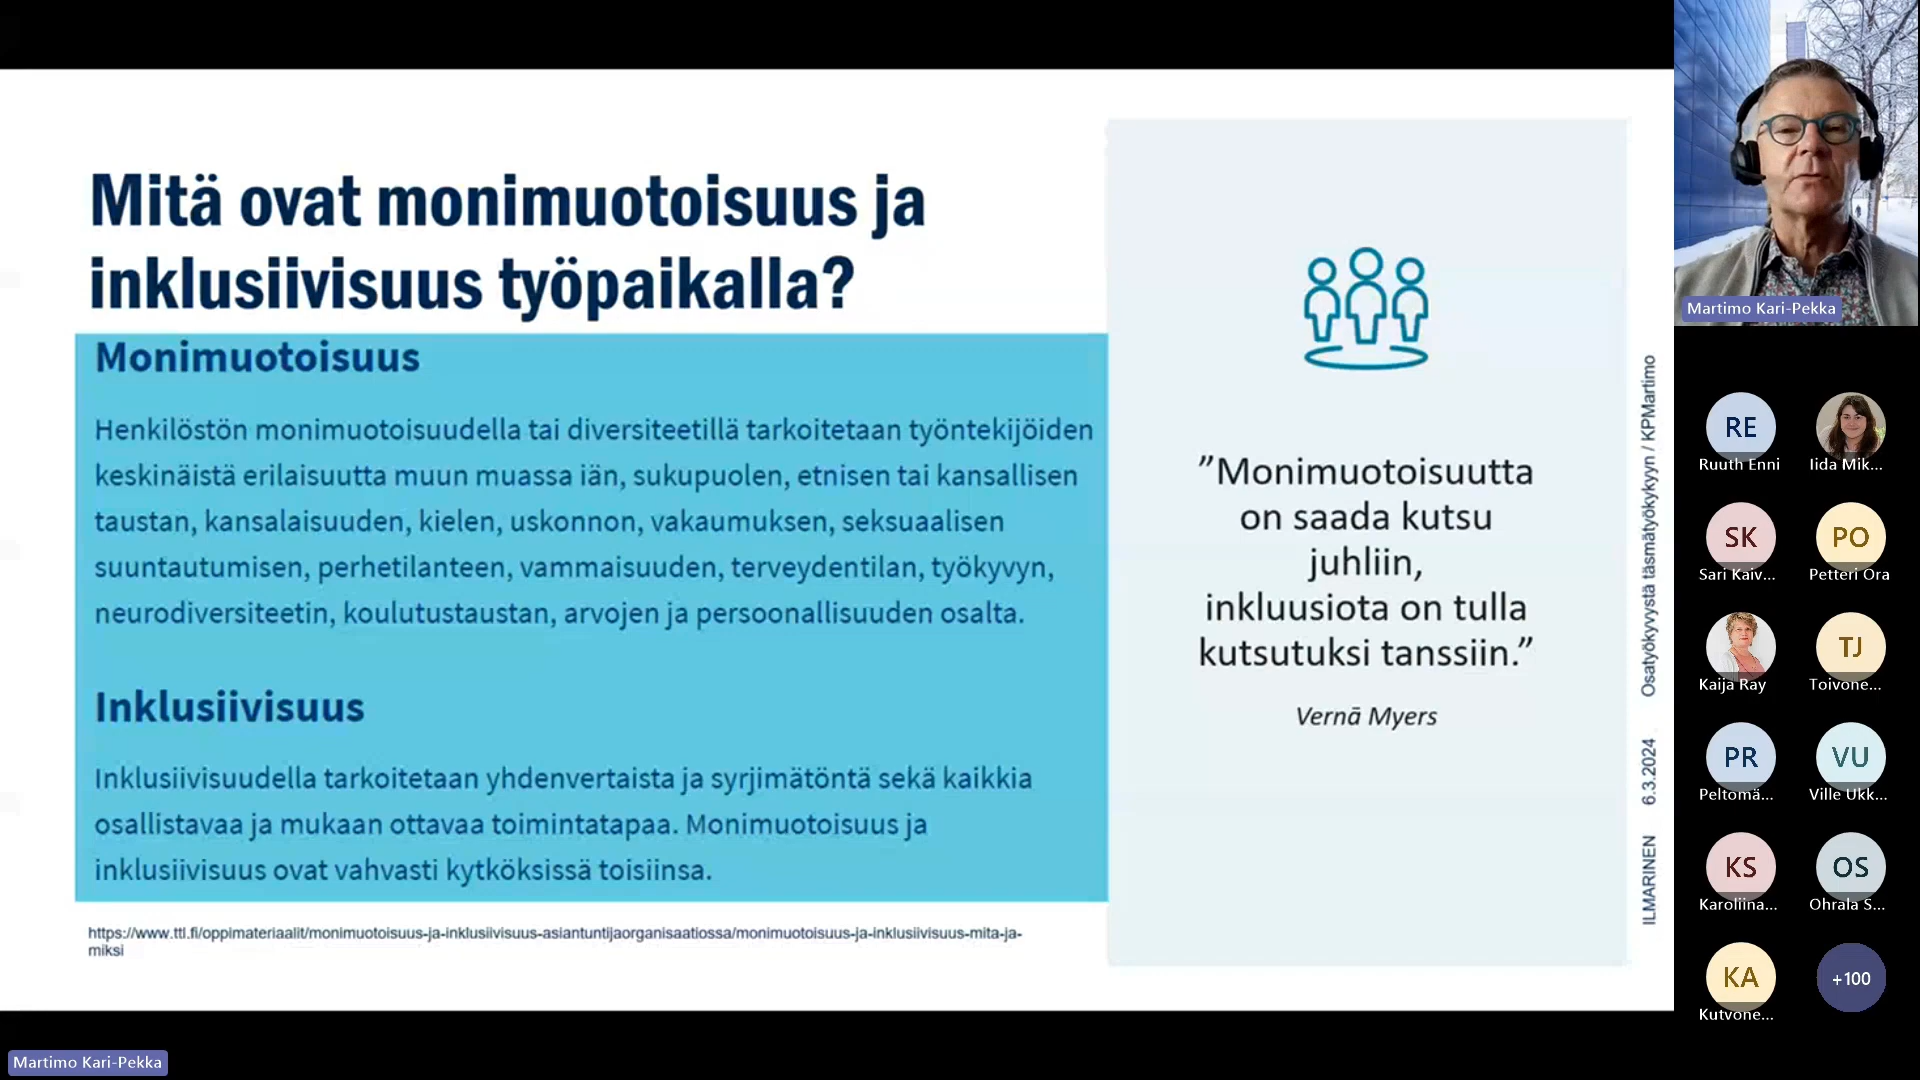 Mitä ovat monimuotoisuus ja
inklusiivisuus työpaikalla?
Monimuotoisuus
Henkilöstön monimuotoisuudella tai diversiteetillä tarkoitetaan työntekijöiden
keskinäistä erilaisuutta muun muassa iän, sukupuolen, etnisen tai kansallisen
taustan, kansalaisuuden, kielen, uskonnon, vakaumuksen, seksuaalisen
suuntautumisen, perhetilanteen, vammaisuuden, terveydentilan, työkyvyn,
neurodiversiteetin, koulutustaustan, arvojen ja persoonallisuuden osalta.
Inklusiivisuus
Inklusiivisuudella tarkoitetaan yhdenvertaista ja syrjimätöntä sekä kaikkia
osallistavaa ja mukaan ottavaa toimintatapaa. Monimuotoisuus ja
inklusiivisuus ovat vahvasti kytköksissä toisiinsa.
https://www.ttl.fi/oppimateriaalit/monimuotoisuus-ja-inklusiivisuus-asiantuntijaorganisaatiossa/monimuotoisuus-ja-inklusiivisuus-mita-ja-
miksi
”Monimuotoisuutta
on saada kutsu
juhliin,
inkluusiota on tulla
kutsutuksi tanssiin.”
Vernā Myers
ILMARINEN 6.3.2024 Osatyökyvystä täsmätyökykyyn / KPMartimo
Martimo Kari-Pekka
RE
Ruuth Enni
Iida Mik...
SK
Sari Kaiv...
PO
Petteri Ora
Kaija Ray
TJ
Toivone...
PR
Peltomä...
VU
Ville Ukk...
KS
Karoliina...
OS
Ohrala S...
KA
Kutvone...
+100
Martimo Kari-Pekka